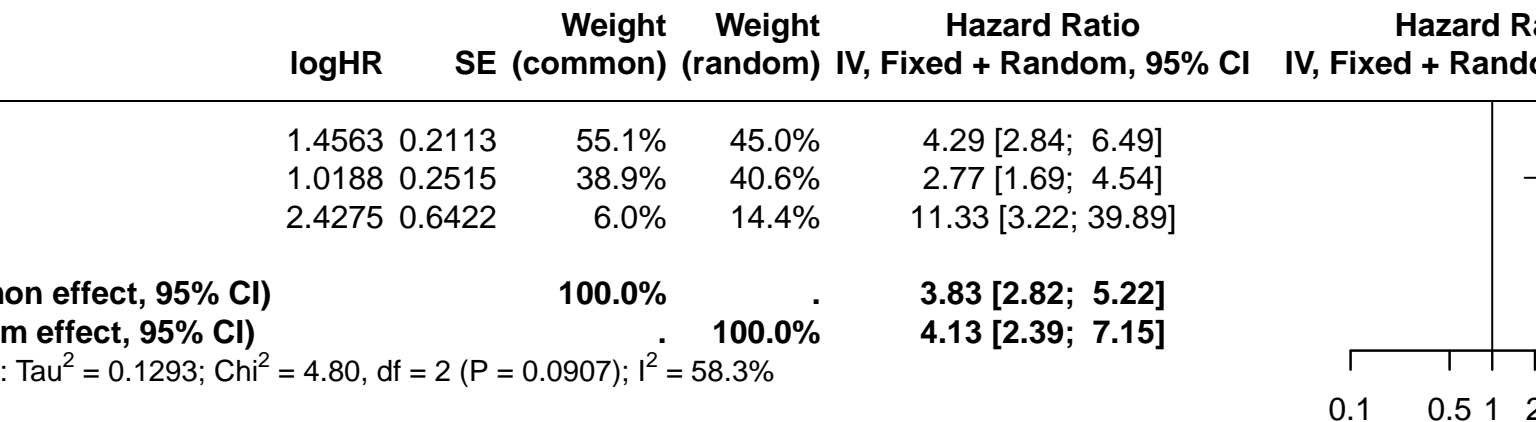 Weight Weight Hazard Ratio Hazard R
logHR SE (common) (random) IV, Fixed + Random, 95% CI IV, Fixed +
1.4563 0.2113 55.1% 45.0% 4.29 [2.84; 6.49]
1.0188 0.2515 38.9% 40.6% 2.77 [1.69; 4.54]
2.4275 0.6422 6.0% 14.4% 11.33 [3.22; 39.89]
effect, 95% CI) 100.0% . 3.83 [2.82; 5.22]
effect, 95% CI) . 100.0% 4.13 [2.39; 7.15]
: Tau² = 0.1293; Chi² = 4.80, df = 2 (P = 0.0907); I² = 58.3%
0.1 0.5 1